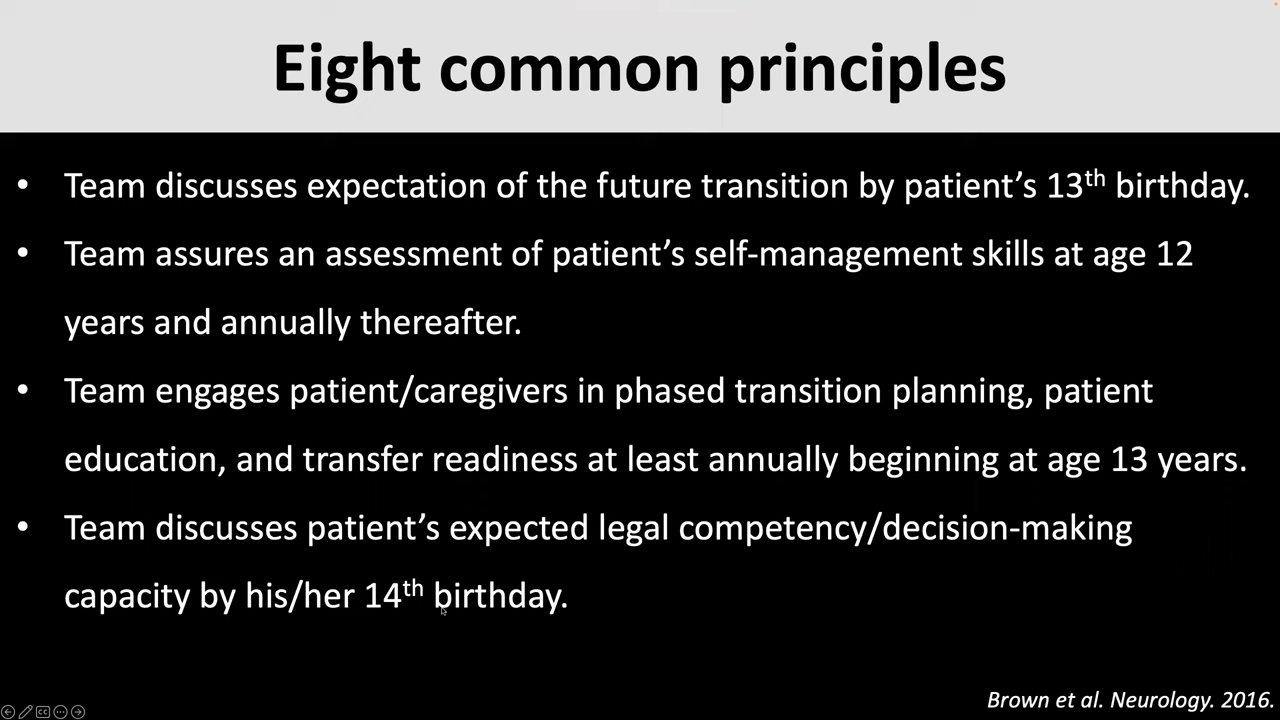 Eight common principles
• Team discusses expectation of the future transition by patient’s 13th birthday.
• Team assures an assessment of patient’s self-management skills at age 12
years and annually thereafter.
• Team engages patient/caregivers in phased transition planning, patient
education, and transfer readiness at least annually beginning at age 13 years.
• Team discusses patient’s expected legal competency/decision-making
capacity by his/her 14th birthday.
Brown et al. Neurology. 2016.